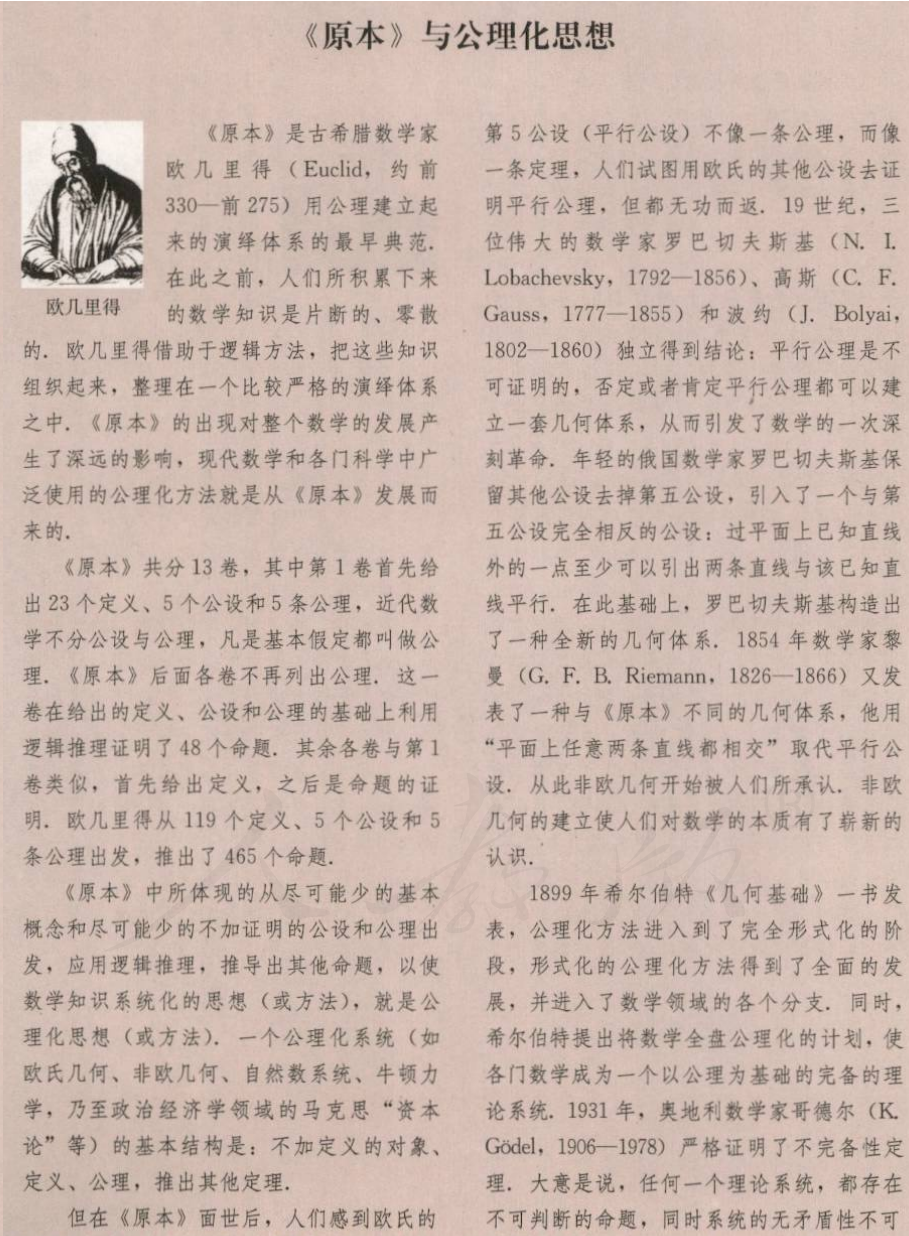 《原本》与公理化思想
《原本》是古希腊数学家
欧几里得（Euclid，约前
330—前 275）用公理建立起
来的演绎体系的最早典范．
在此之前，人们所积累下来
的数学知识是片断的、零散
欧几里得
的．欧几里得借助于逻辑方法，把这些知识
组织起来，整理在一个比较严格的演绎体系
之中．《原本》的出现对整个数学的发展产
生了深远的影响，现代数学和各门科学中广
泛使用的公理化方法就是从《原本》发展而
来的．
《原本》共分 13 卷，其中第 1 卷首先给
出 23 个定义、5 个公设和 5 条公理，近代数
学不分公设与公理，凡是基本假定都叫做公
理．《原本》后面各卷不再列出公理．这一
卷在给出的定义、公设和公理的基础上利用
逻辑推理证明了 48 个命题．其余各卷与第 1
卷类似，首先给出定义，之后是命题的证
明．欧几里得从 119 个定义、5 个公设和 5
条公理出发，推出了 465 个命题．
《原本》中所体现的从尽可能少的基本
概念和尽可能少的不加证明的公设和公理出
发，应用逻辑推理，推导出其他命题，以使
数学知识系统化的思想（或方法），就是公
理化思想（或方法）．一个公理化系统（如
欧氏几何、非欧几何、自然数系统、牛顿力
学，乃至政治经济学领域的马克思“资本
论”等）的基本结构是：不加定义的对象、
定义、公理，推出其他定理．
但在《原本》面世后，人们感到欧氏的
第 5 公设（平行公设）不像一条公理，而像
一条定理，人们试图用欧氏的其他公设去证
明平行公理，但都无功而返．19 世纪，三
位伟大的数学家罗巴切夫斯基（N. I.
Lobachevsky，1792—1856）、高斯（C. F.
Gauss，1777—1855）和波约（J. Bolyai，
1802—1860）独立得到结论：平行公理是不
可证明的，否定或者肯定平行公理都可以建
立一套几何体系，从而引发了数学的一次深
刻革命．年轻的俄国数学家罗巴切夫斯基保
留其他公设去掉第五公设，引入了一个与第
五公设完全相反的公设：过平面上已知直线
外的一点至少可以引出两条直线与该已知直
线平行．在此基础上，罗巴切夫斯基构造出
了一种全新的几何体系．1854 年数学家黎
曼（G. F. B. Riemann，1826—1866）又发
表了一种与《原本》不同的几何体系，他用
“平面上任意两条直线都相交”取代平行公
设．从此非欧几何开始被人们所承认．非欧
几何的建立使人们对数学的本质有了崭新的
认识．
1899 年希尔伯特《几何基础》一书发
表，公理化方法进入到了完全形式化的阶
段，形式化的公理化方法得到了全面的发
展，并进入了数学领域的各个分支．同时，
希尔伯特提出将数学全盘公理化的计划，使
各门数学成为一个以公理为基础的完备的理
论系统．1931 年，奥地利数学家哥德尔（K.
Gödel，1906—1978）严格证明了不完备性定
理．大意是说，任何一个理论系统，都存在
不可判断的命题，同时系统的无矛盾性不可